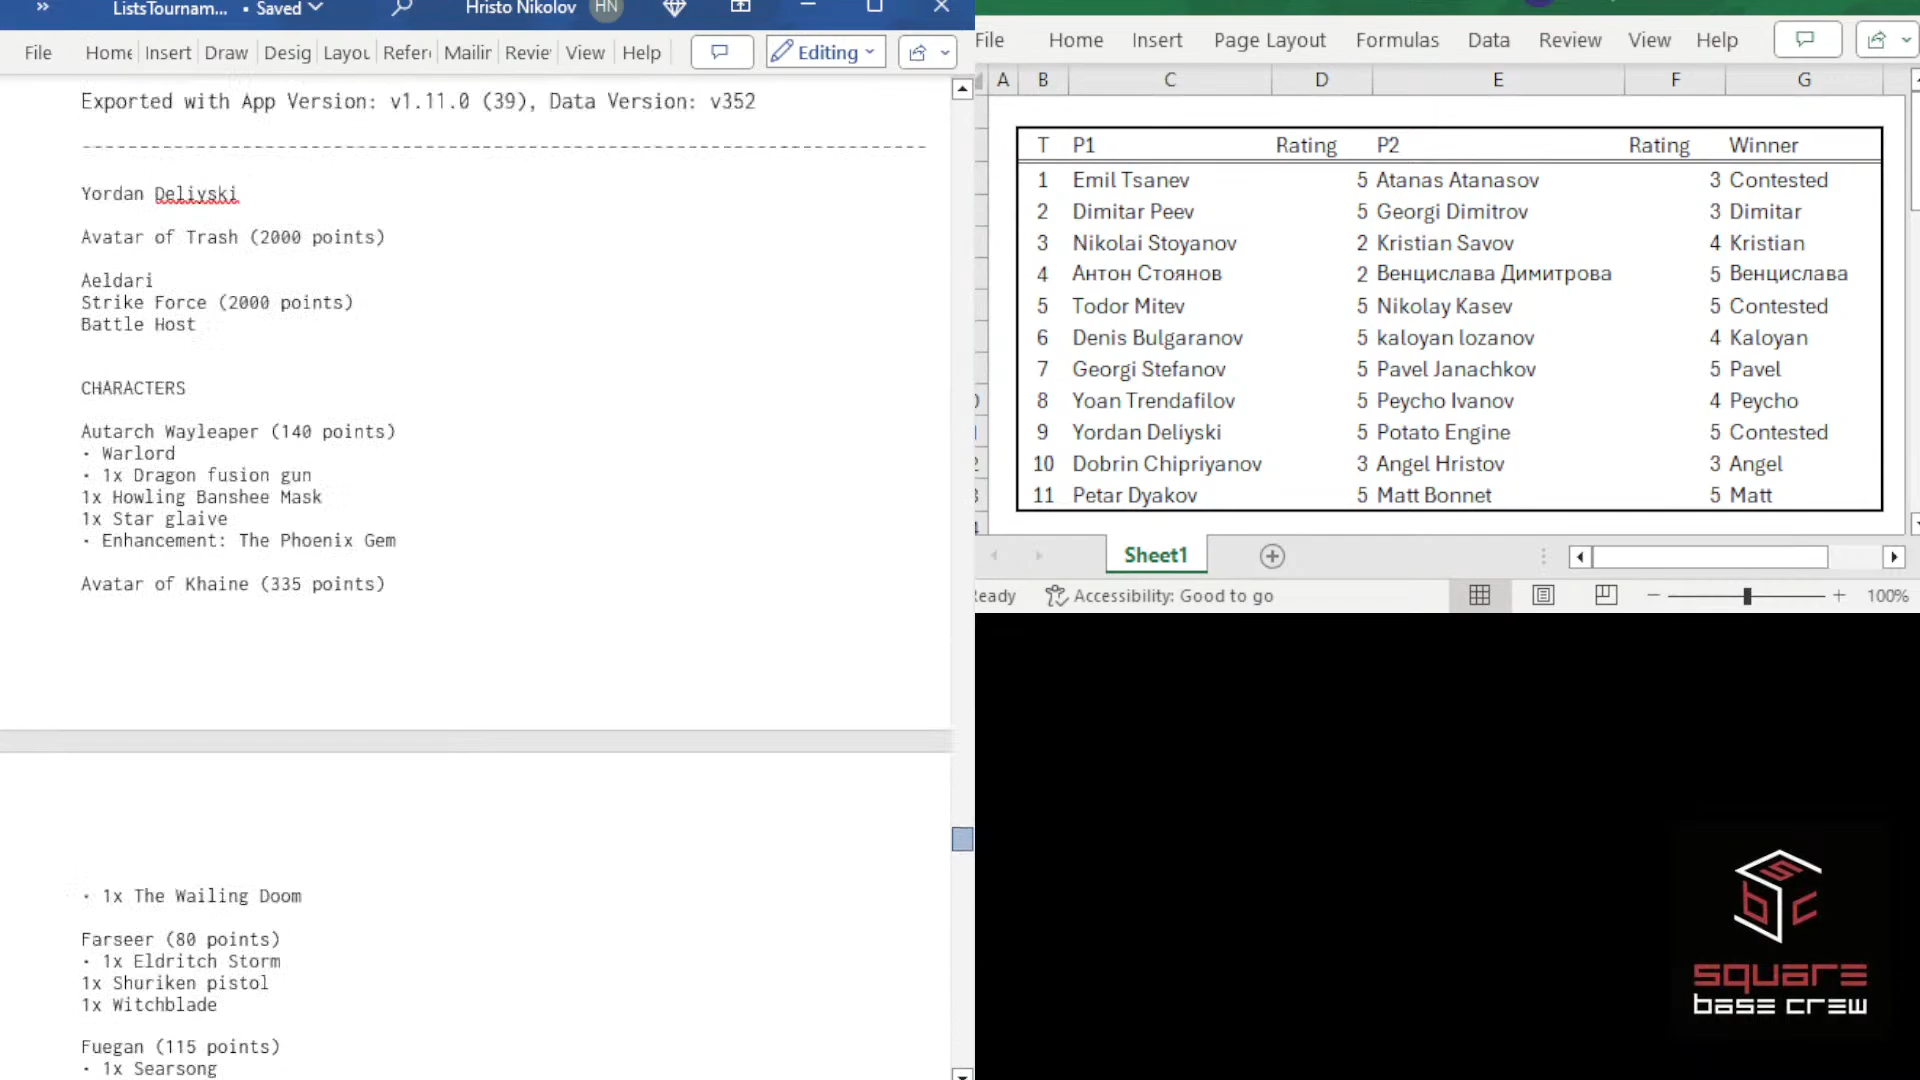 ListsTournam... • Saved
Hristo Nikolov HN
File Home Insert Draw Desig Layou Refer Mailin Revie View Help Editing
Exported with App Version: v1.11.0 (39), Data Version: v352
--------------------------------------------------------------------------------
Yordan Deliyski
Avatar of Trash (2000 points)
Aeldari
Strike Force (2000 points)
Battle Host
CHARACTERS
Autarch Wayleaper (140 points)
• Warlord
• 1x Dragon fusion gun
1x Howling Banshee Mask
1x Star glaive
• Enhancement: The Phoenix Gem
Avatar of Khaine (335 points)
• 1x The Wailing Doom
Farseer (80 points)
• 1x Eldritch Storm
1x Shuriken pistol
1x Witchblade
Fuegan (115 points)
• 1x Searsong
File Home Insert Page Layout Formulas Data Review View Help
A B C D E F G
T P1 Rating P2 Rating Winner
1 Emil Tsanev 5 Atanas Atanasov 3 Contested
2 Dimitar Peev 5 Georgi Dimitrov 3 Dimitar
3 Nikolai Stoyanov 2 Kristian Savov 4 Kristian
4 Антон Стоянов 2 Венцислава Димитрова 5 Венцислава
5 Todor Mitev 5 Nikolay Kasev 5 Contested
6 Denis Bulgaranov 5 kaloyan lozanov 4 Kaloyan
7 Georgi Stefanov 5 Pavel Janachkov 5 Pavel
8 Yoan Trendafilov 5 Peycho Ivanov 4 Peycho
9 Yordan Deliyski 5 Potato Engine 5 Contested
10 Dobrin Chipriyanov 3 Angel Hristov 3 Angel
11 Petar Dyakov 5 Matt Bonnet 5 Matt
Sheet1
eady Accessibility: Good to go 100%
sbc
square
base crew